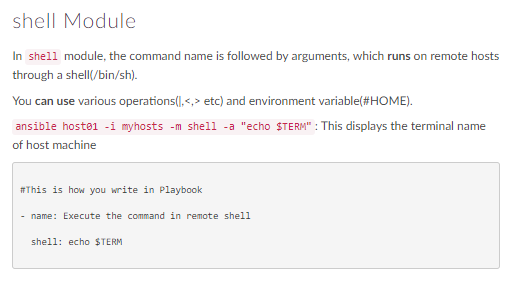 shell Module
In shell module, the command name is followed by arguments, which runs on remote hosts
through a shell(/bin/sh).
You can use various operations(|,<,> etc) and environment variable(#HOME).
ansible host01 -i myhosts -m shell -a "echo $TERM" : This displays the terminal name
of host machine
#This is how you write in Playbook
- name: Execute the command in remote shell
shell: echo $TERM